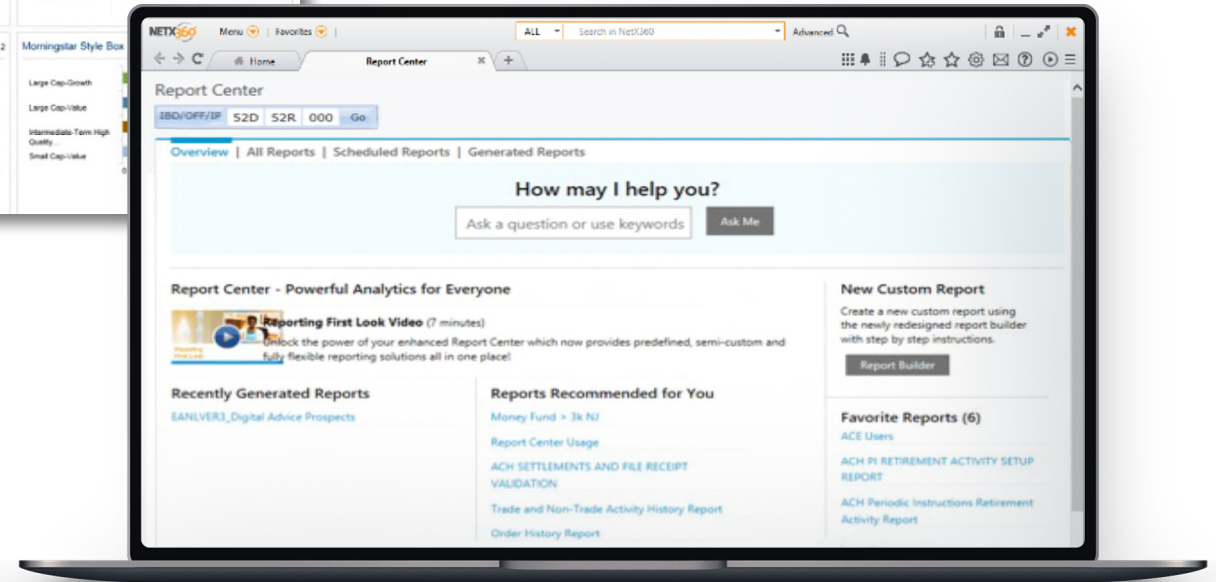 2
Morningstar Style Box
Large Cap-Growth
Large Cap-Value
Intermediate-Term High
Quality ...
Small Cap-Value
0
NETX360 Menu Favorites
ALL Search in NetX360 Advanced
Home Report Center
Report Center
IBD/OFF/IP 52D 52R 000 Go
Overview | All Reports | Scheduled Reports | Generated Reports
How may I help you?
Ask a question or use keywords Ask Me
Report Center - Powerful Analytics for Everyone
Reporting First Look
Reporting First Look Video (7 minutes)
Unlock the power of your enhanced Report Center which now provides predefined, semi-custom and
fully flexible reporting solutions all in one place!
Recently Generated Reports
EANLVER3_Digital Advice Prospects
Reports Recommended for You
Money Fund > 3k NJ
Report Center Usage
ACH SETTLEMENTS AND FILE RECEIPT
VALIDATION
Trade and Non-Trade Activity History Report
Order History Report
New Custom Report
Create a new custom report using
the newly redesigned report builder
with step by step instructions.
Report Builder
Favorite Reports (6)
ACE Users
ACH PI RETIREMENT ACTIVITY SETUP
REPORT
ACH Periodic Instructions Retirement
Activity Report